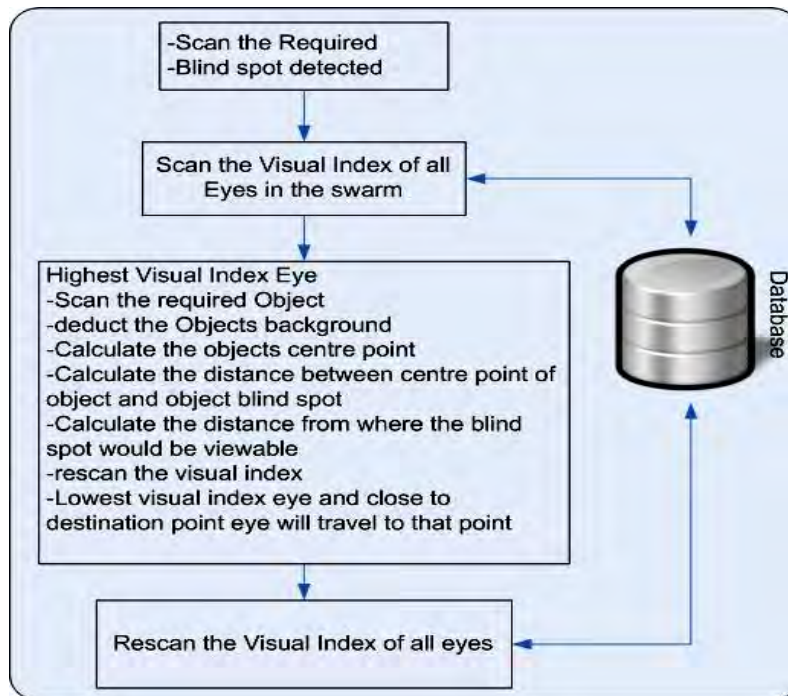 -Scan the Required
-Blind spot detected
Scan the Visual Index of all
Eyes in the swarm
Highest Visual Index Eye
-Scan the required Object
-deduct the Objects background
-Calculate the objects centre point
-Calculate the distance between centre point of
object and object blind spot
-Calculate the distance from where the blind
spot would be viewable
-rescan the visual index
-Lowest visual index eye and close to
destination point eye will travel to that point
Database
Rescan the Visual Index of all eyes